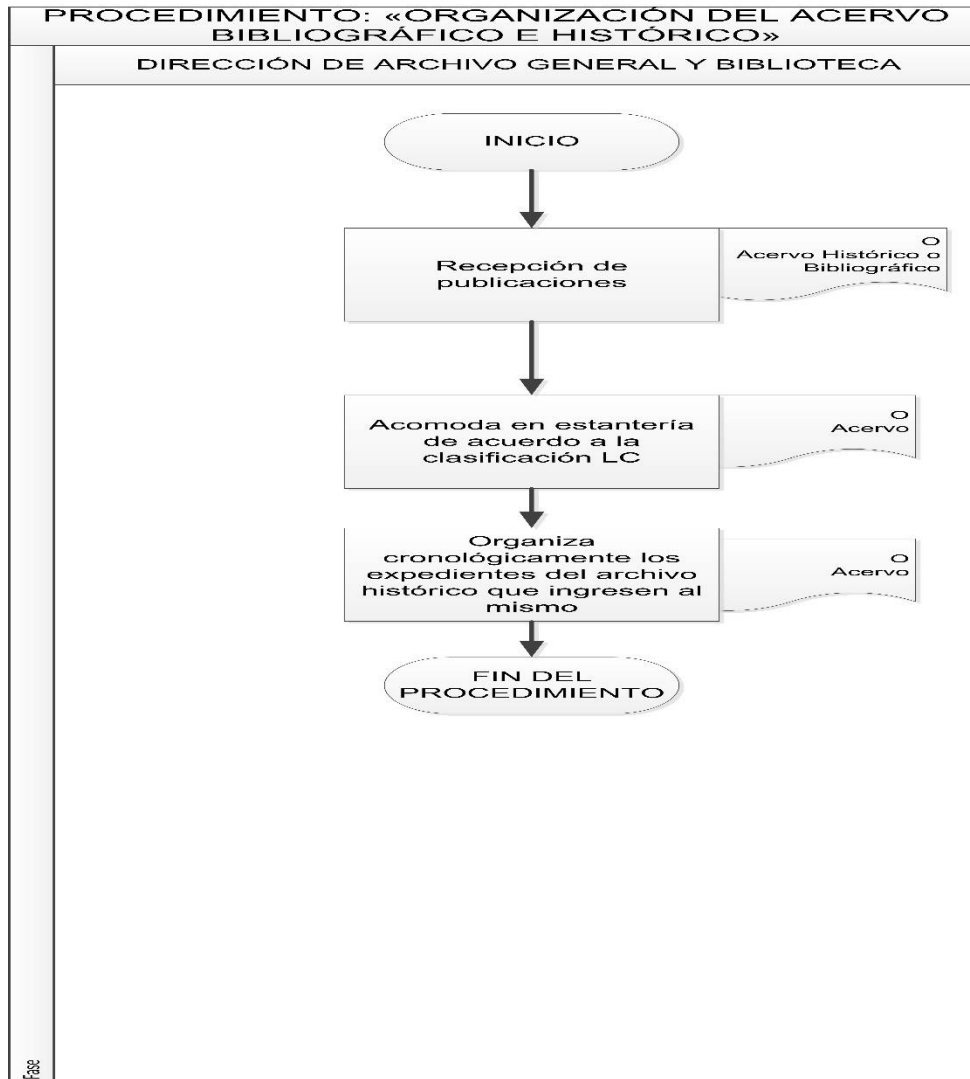 PROCEDIMIENTO: «ORGANIZACIÓN DEL ACERVO
BIBLIOGRÁFICO E HISTÓRICO»
DIRECCIÓN DE ARCHIVO GENERAL Y BIBLIOTECA
INICIO
Recepción de
publicaciones
O
Acervo Histórico o
Bibliográfico
Acomoda en estantería
de acuerdo a la
clasificación LC
O
Acervo
Organiza
cronológicamente los
expedientes del archivo
histórico que ingresen al
mismo
O
Acervo
FIN DEL
PROCEDIMIENTO
Fase